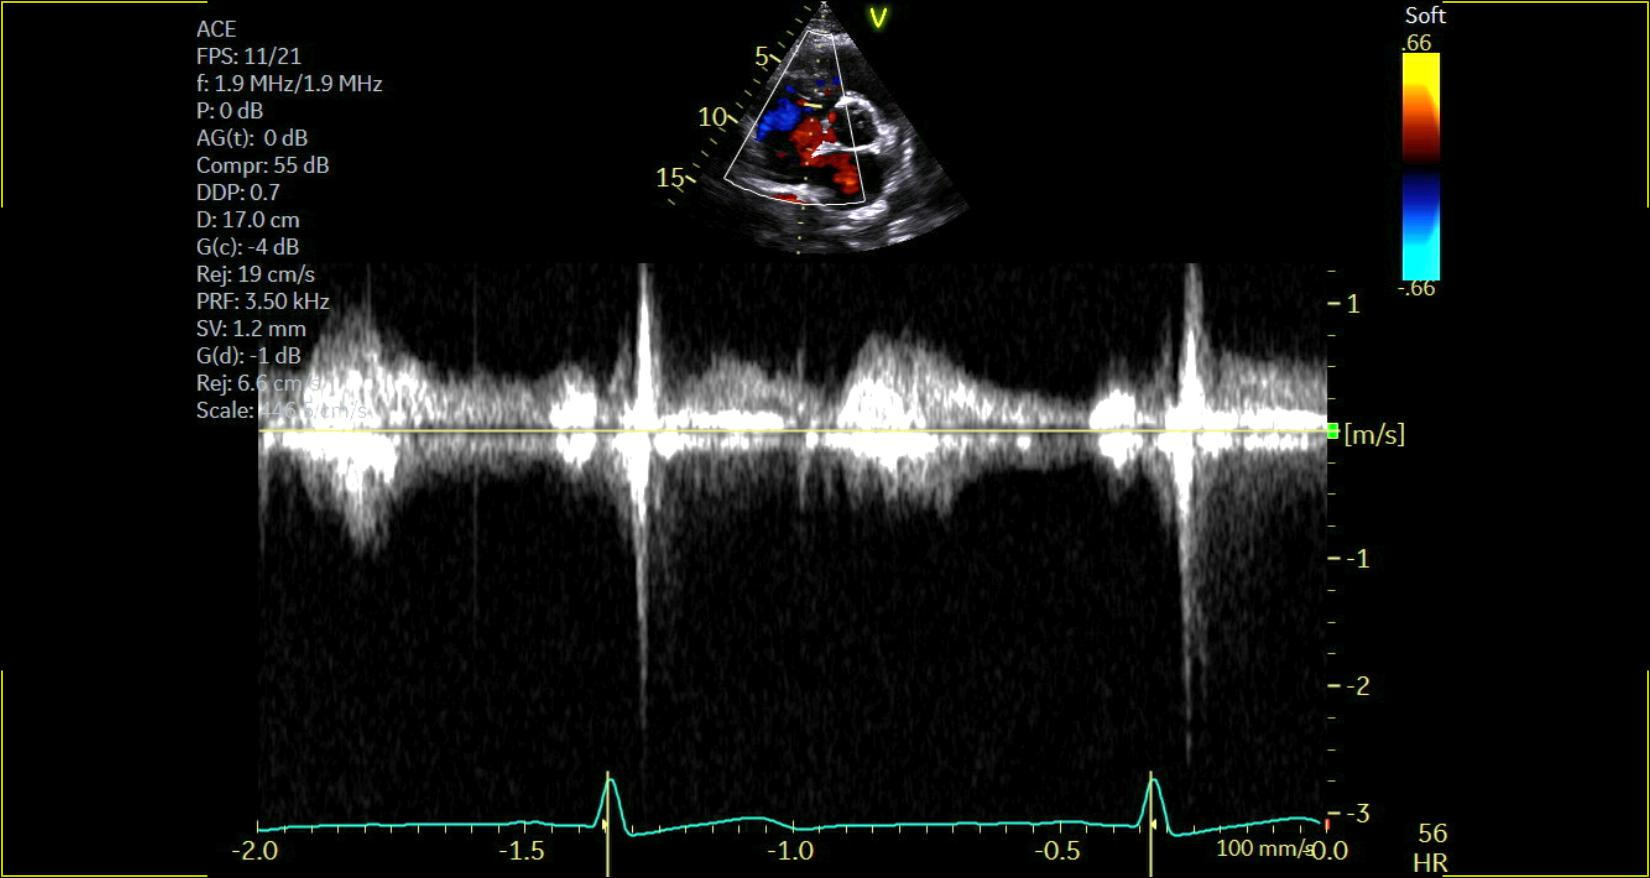 ACE
FPS: 11/21
f: 1.9 MHz/1.9 MHz
P: 0 dB
AG(t): 0 dB
Compr: 55 dB
DDP: 0.7
D: 17.0 cm
G(c): -4 dB
Rej: 19 cm/s
PRF: 3.50 kHz
SV: 1.2 mm
G(d): -1 dB
Rej: 6.6 cm/s
Scale:
V
5
10
15
Soft
.66
-.66
1
[m/s]
-1
-2
-3
-2.0
-1.5
-1.0
-0.5
100 mm/s
0.0
56
HR